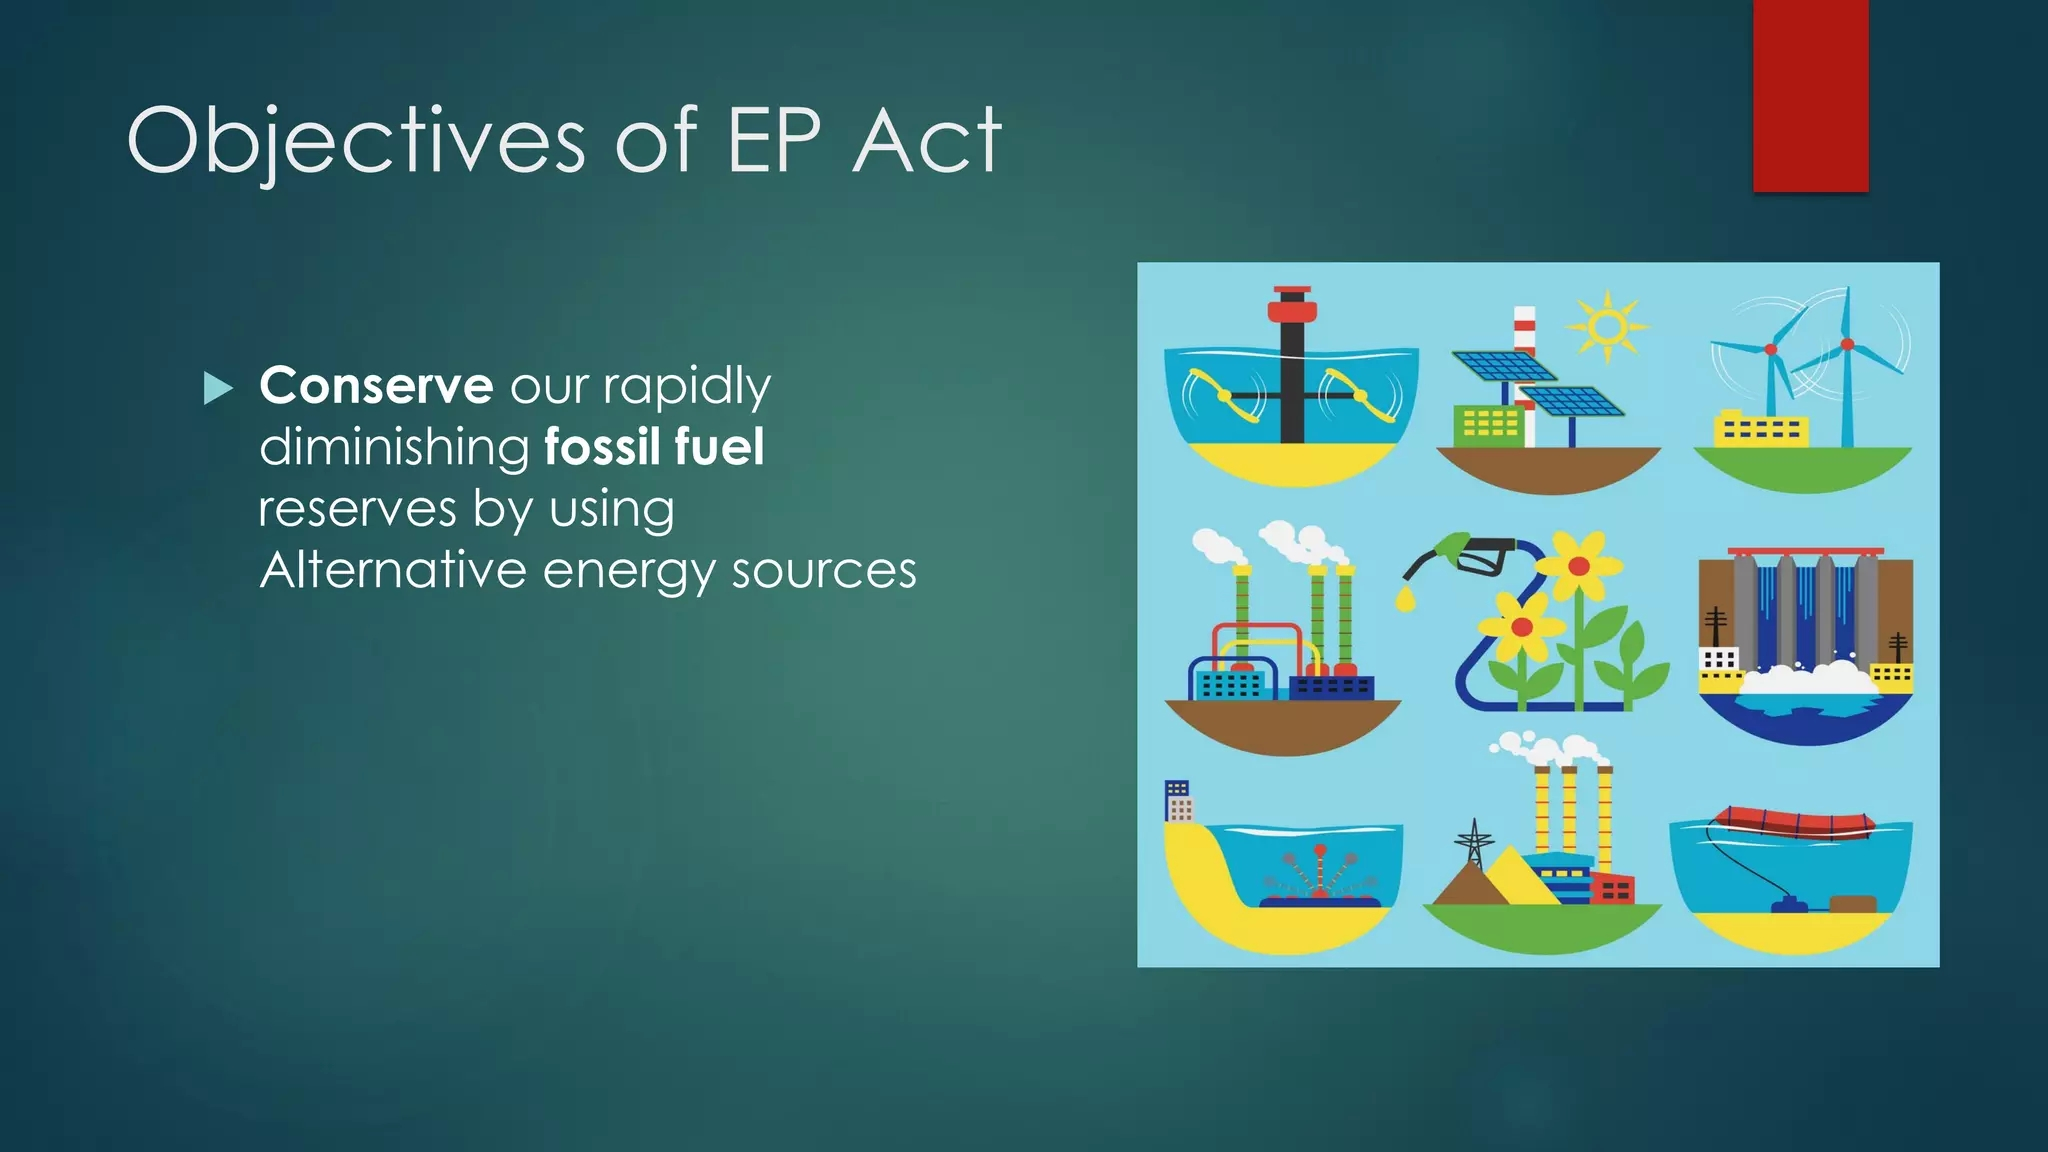 Objectives of EP Act
Conserve our rapidly
diminishing fossil fuel
reserves by using
Alternative energy sources